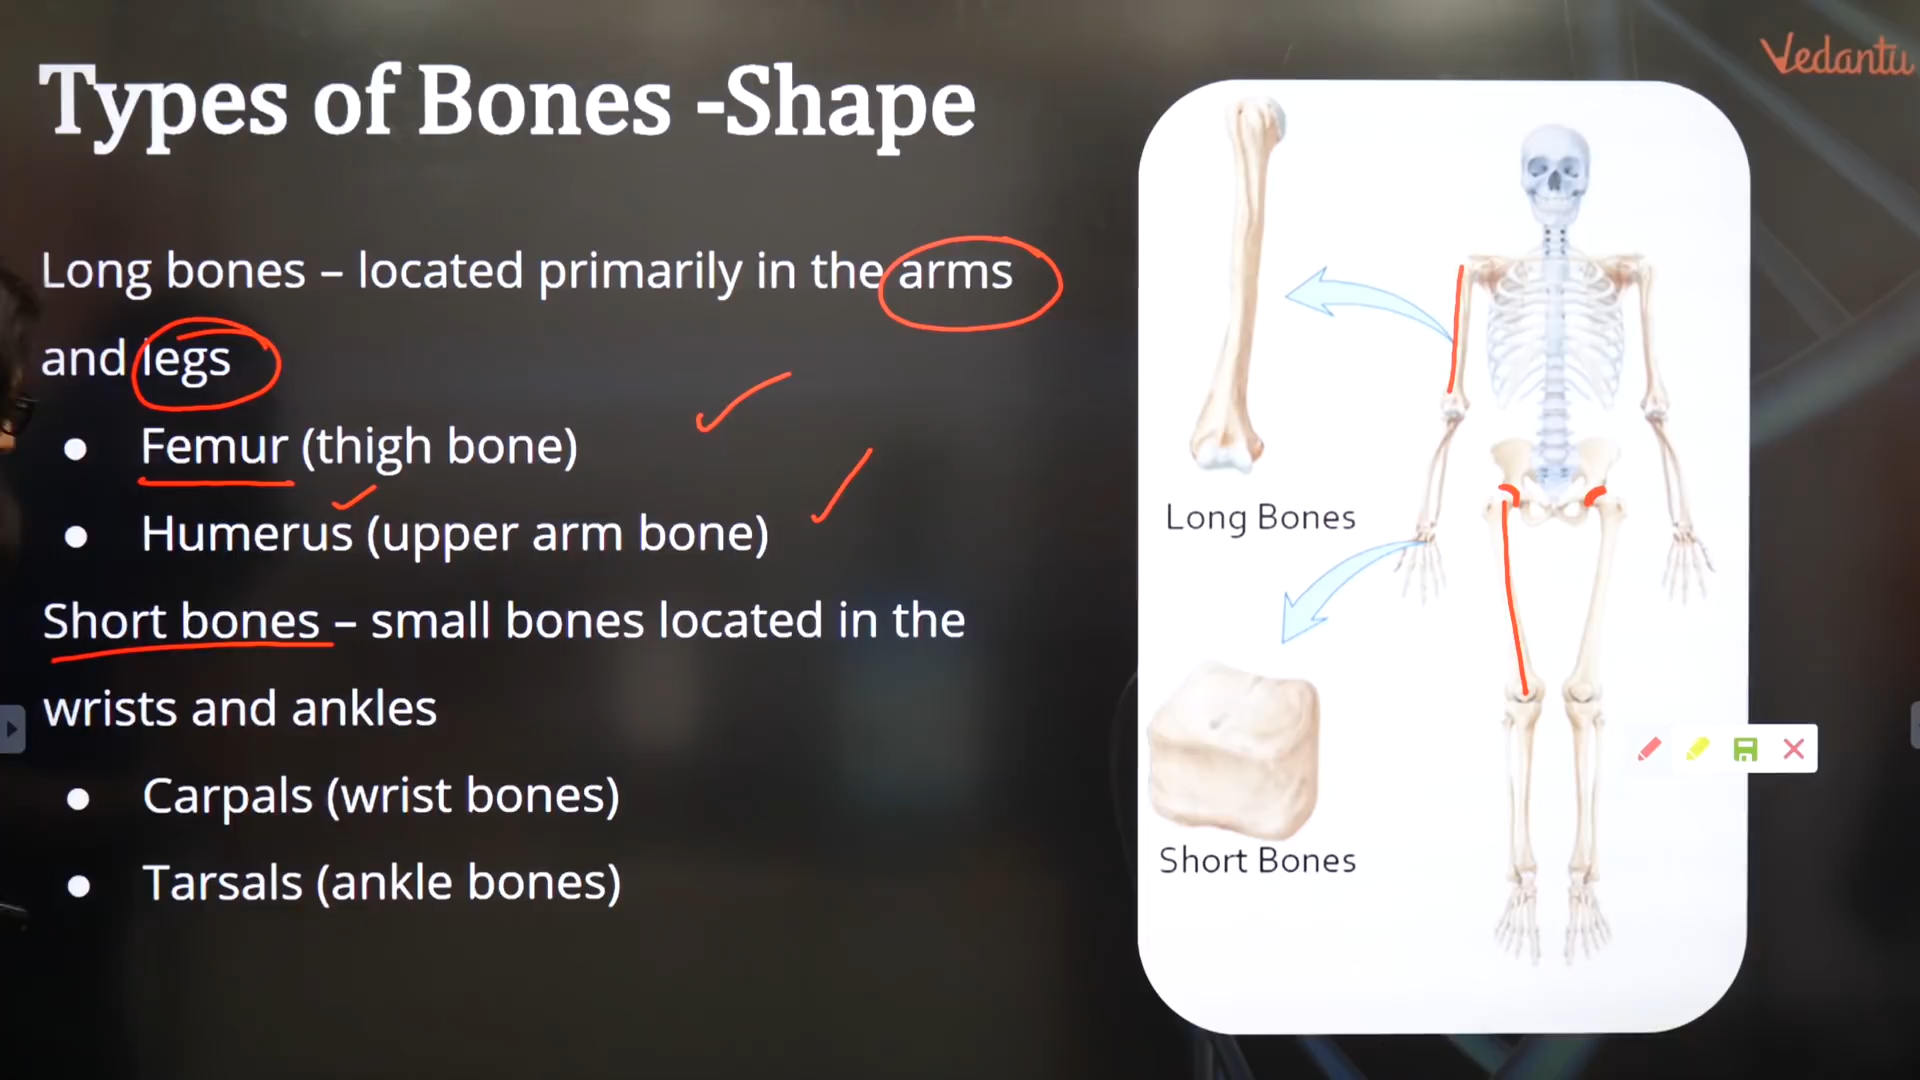 Vedantu
Types of Bones -Shape
Long bones – located primarily in the arms
and legs
● Femur (thigh bone)
● Humerus (upper arm bone)
Short bones – small bones located in the
wrists and ankles
● Carpals (wrist bones)
● Tarsals (ankle bones)
Long Bones
Short Bones